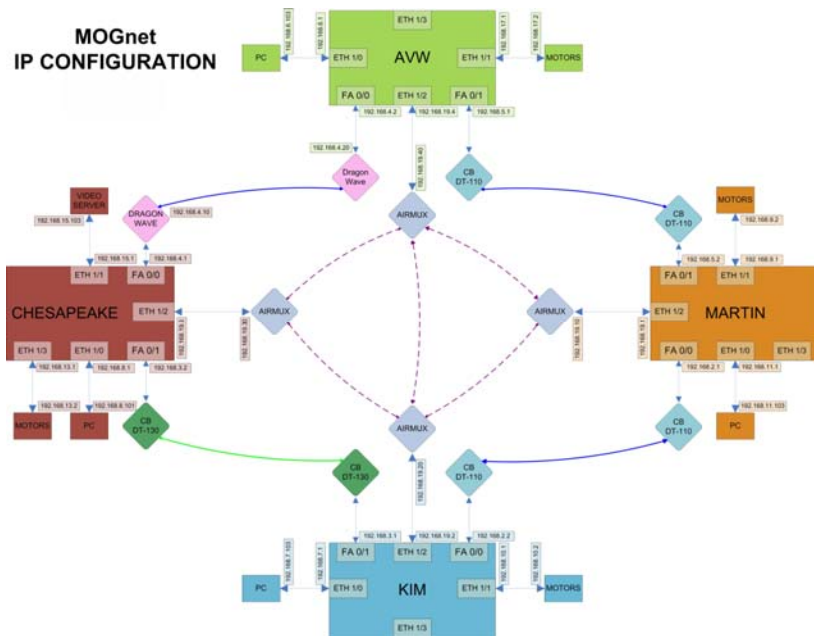 MOGnet
IP CONFIGURATION
ETH 1/3
PC
192.168.6.103
192.168.6.1
ETH 1/0
AVW
ETH 1/1
192.168.17.1
192.168.17.2
MOTORS
FA 0/0
ETH 1/2
FA 0/1
192.168.4.2
192.168.19.4
192.168.5.1
192.168.4.20
192.168.19.40
Dragon
Wave
CB
DT-110
VIDEO
SERVER
DRAGON
WAVE
192.168.4.10
192.168.15.103
AIRMUX
CB
DT-110
MOTORS
192.168.9.2
192.168.15.1
192.168.4.1
192.168.5.2
192.168.9.1
ETH 1/1
FA 0/0
FA 0/1
ETH 1/1
CHESAPEAKE
ETH 1/2
192.168.19.3
192.168.19.30
AIRMUX
AIRMUX
192.168.19.10
192.168.19.1
ETH 1/2
MARTIN
ETH 1/3
ETH 1/0
FA 0/1
FA 0/0
ETH 1/0
ETH 1/3
192.168.13.1
192.168.8.1
192.168.3.2
192.168.2.1
192.168.11.1
192.168.13.2
192.168.8.101
192.168.11.103
MOTORS
PC
CB
DT-130
AIRMUX
CB
DT-110
PC
CB
DT-130
192.168.19.20
CB
DT-110
192.168.3.1
192.168.19.2
192.168.2.2
FA 0/1
ETH 1/2
FA 0/0
PC
192.168.7.103
192.168.7.1
ETH 1/0
KIM
ETH 1/1
192.168.10.1
192.168.10.2
MOTORS
ETH 1/3